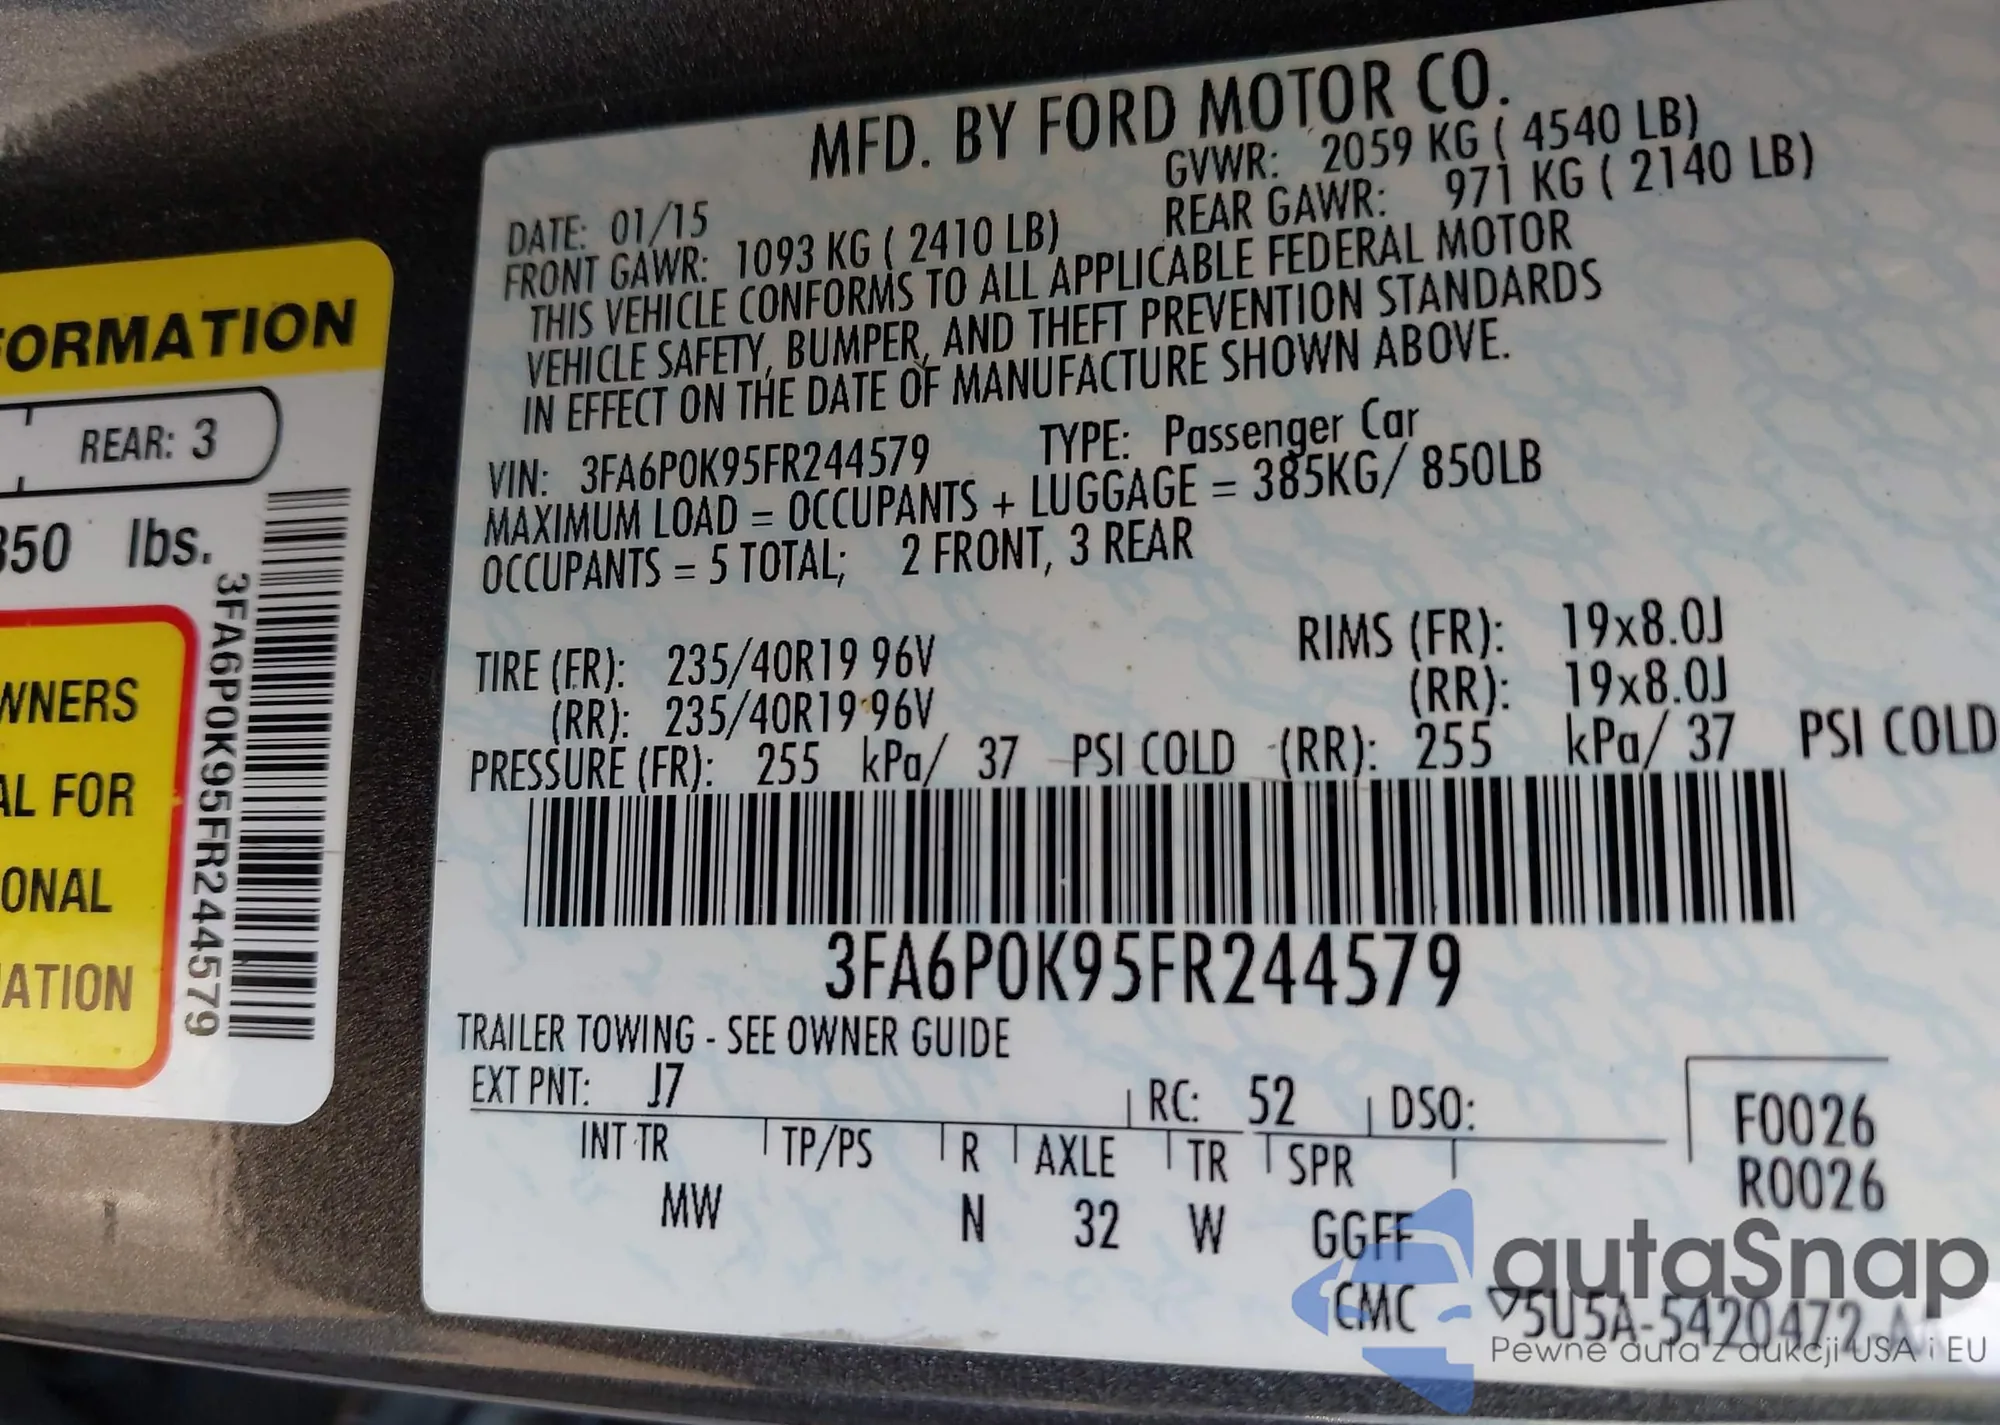 MFD. BY FORD MOTOR CO.
DATE: 01/15 GVWR: 2059 KG ( 4540 LB)
FRONT GAWR: 1093 KG ( 2410 LB) REAR GAWR: 971 KG ( 2140 LB)
THIS VEHICLE CONFORMS TO ALL APPLICABLE FEDERAL MOTOR
VEHICLE SAFETY, BUMPER, AND THEFT PREVENTION STANDARDS
IN EFFECT ON THE DATE OF MANUFACTURE SHOWN ABOVE.
VIN: 3FA6P0K95FR244579 TYPE: Passenger Car
MAXIMUM LOAD = OCCUPANTS + LUGGAGE = 385KG/ 850LB
OCCUPANTS = 5 TOTAL; 2 FRONT, 3 REAR
TIRE (FR): 235/40R19 96V RIMS (FR): 19x8.0J
(RR): 235/40R19 96V (RR): 19x8.0J
PRESSURE (FR): 255 kPa/ 37 PSI COLD (RR): 255 kPa/ 37 PSI COLD
3FA6P0K95FR244579
TRAILER TOWING - SEE OWNER GUIDE
EXT PNT: J7 RC: 52 DSO:
F0026
R0026
INT TR TP/PS R AXLE TR SPR
MW N 32 W GGFF
CMC 5U5A-5420472
FORMATION
REAR: 3
850 lbs.
3FA6P0K95FR244579
WNERS
AL FOR
ONAL
ATION
autaSnap
Pewne auta z aukcji USA i EU